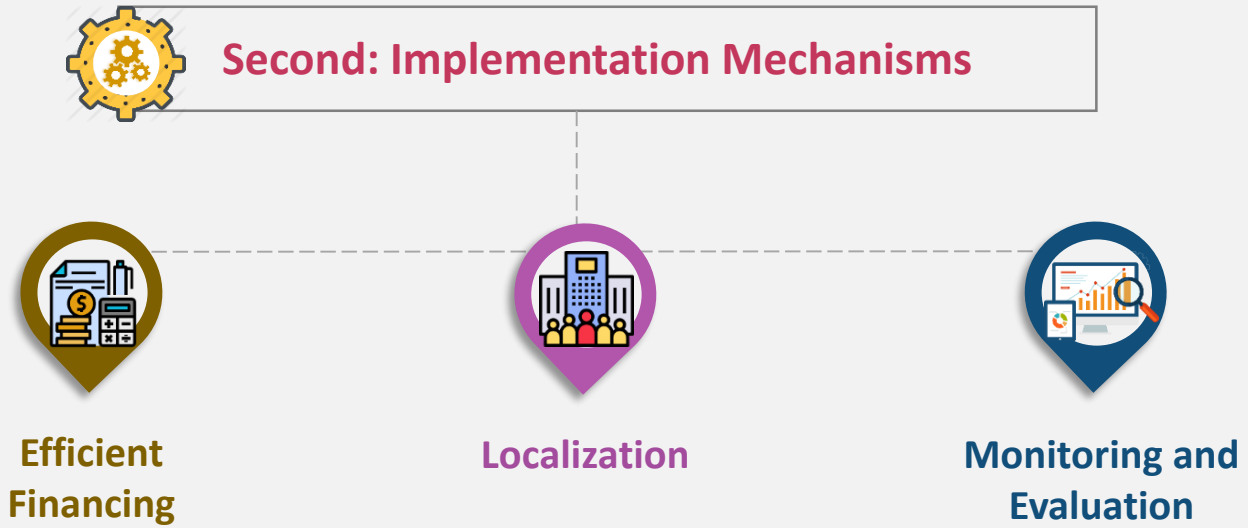 Second: Implementation Mechanisms
Efficient
Financing
Localization
Monitoring and
Evaluation